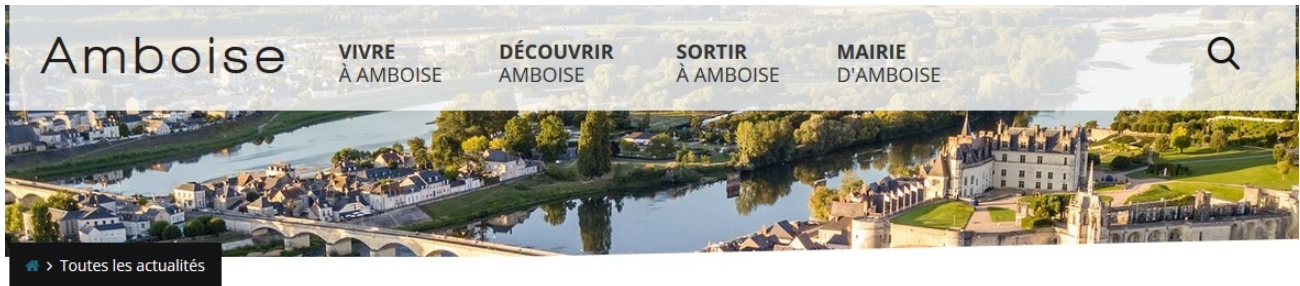 Amboise
VIVRE
À AMBOISE
DÉCOUVRIR
AMBOISE
SORTIR
À AMBOISE
MAIRIE
D'AMBOISE
> Toutes les actualités